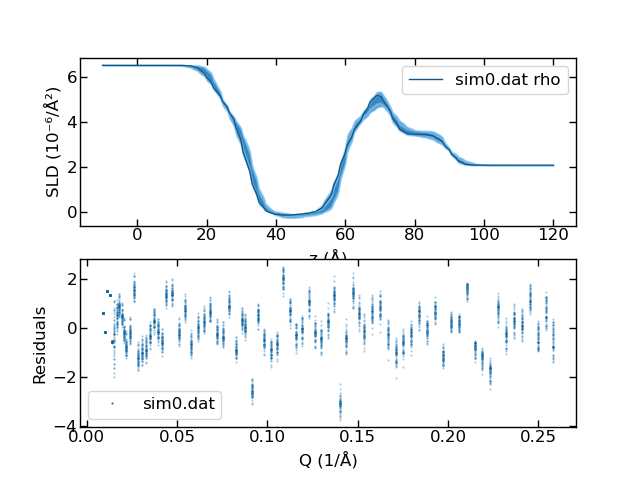 SLD (10⁻⁶/Å²)
6
4
2
0
sim0.dat rho
0 20 40 60 80 100 120
z (Å)
Residuals
2
0
−2
−4
sim0.dat
0.00 0.05 0.10 0.15 0.20 0.25
Q (1/Å)